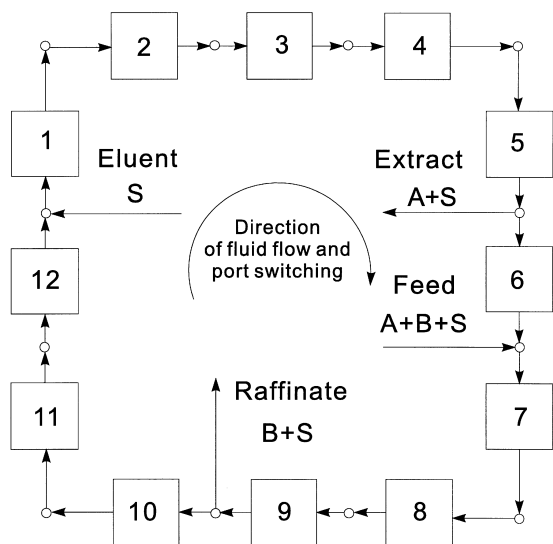 2
3
4
1
5
Eluent
S
Extract
A+S
Direction
of fluid flow and
port switching
12
6
Feed
A+B+S
11
7
Raffinate
B+S
10
9
8